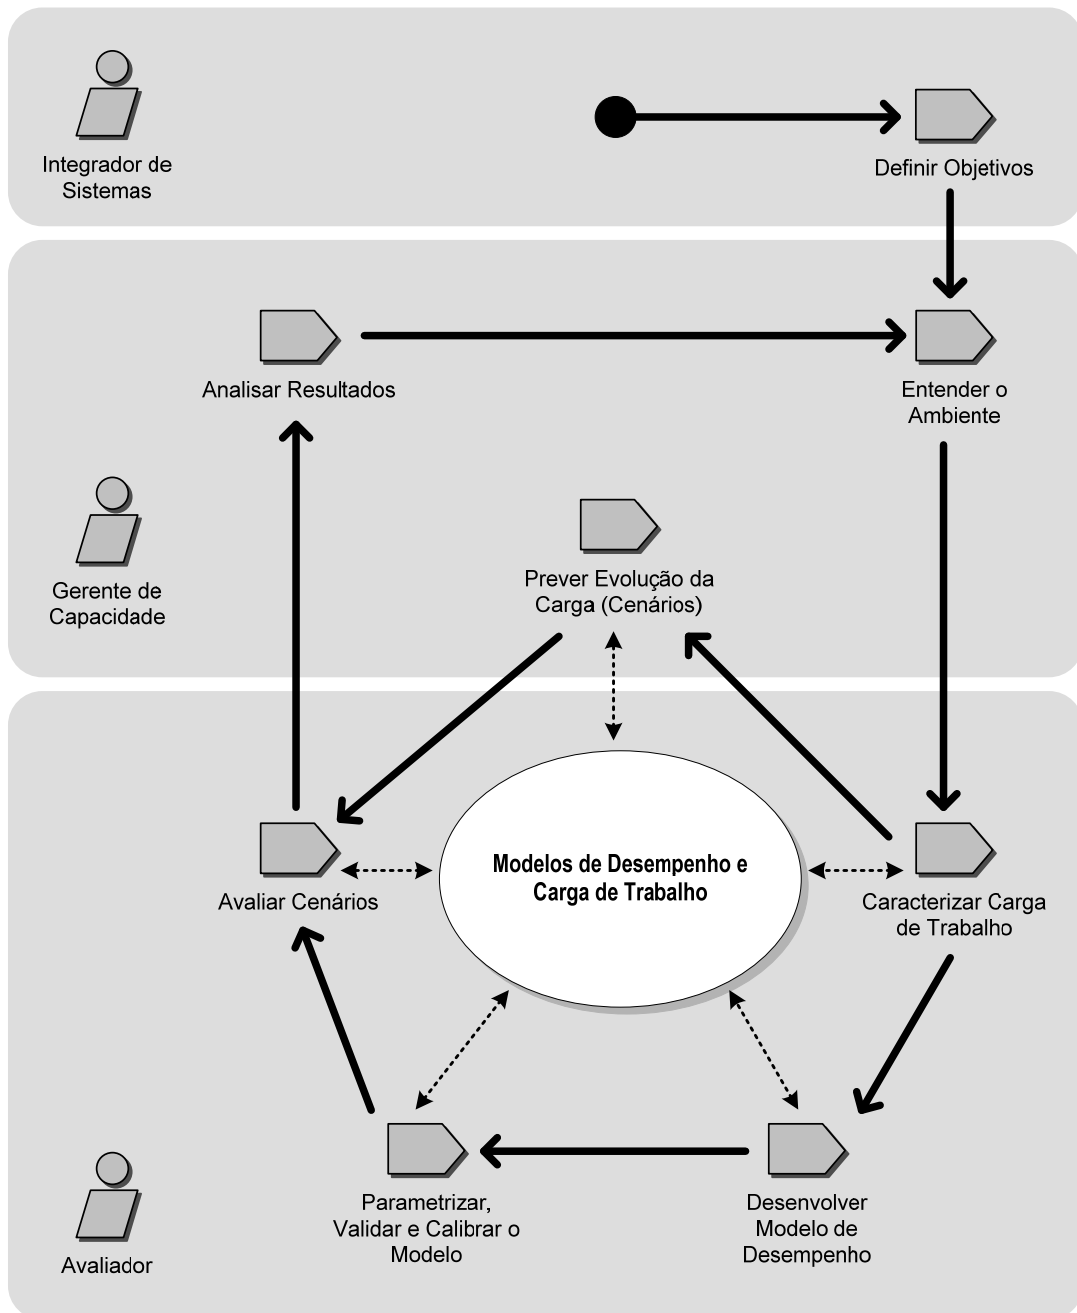 Integrador de
Sistemas
Definir Objetivos
Analisar Resultados
Entender o
Ambiente
Gerente de
Capacidade
Prever Evolução da
Carga (Cenários)
Modelos de Desempenho e
Carga de Trabalho
Avaliar Cenários
Caracterizar Carga
de Trabalho
Avaliador
Parametrizar,
Validar e Calibrar o
Modelo
Desenvolver
Modelo de
Desempenho